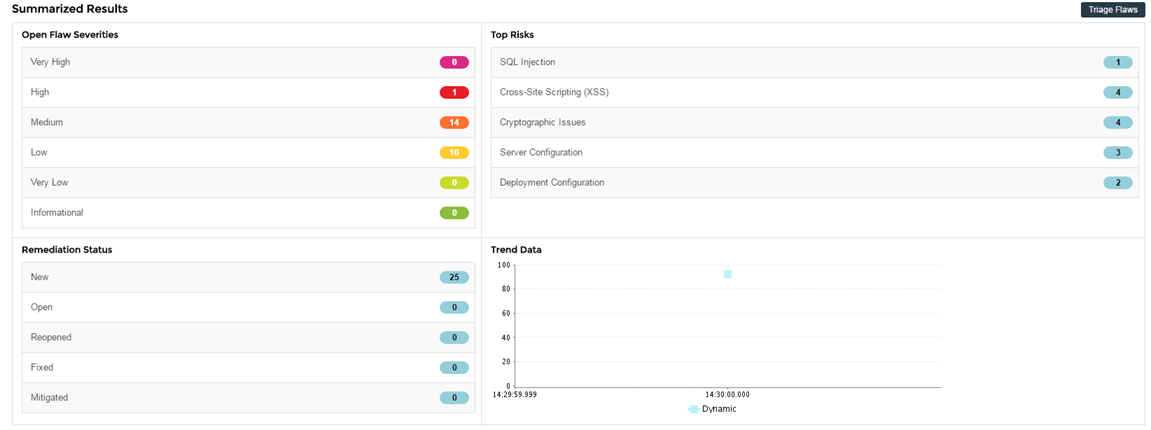 Summarized Results
Triage Flaws
Open Flaw Severities
Very High 0
High 1
Medium 14
Low 10
Very Low 0
Informational 0
Top Risks
SQL Injection 1
Cross-Site Scripting (XSS) 4
Cryptographic Issues 4
Server Configuration 3
Deployment Configuration 2
Remediation Status
New 25
Open 0
Reopened 0
Fixed 0
Mitigated 0
Trend Data
100
80
60
40
20
0
14:29:59.999 14:30:00.000
Dynamic